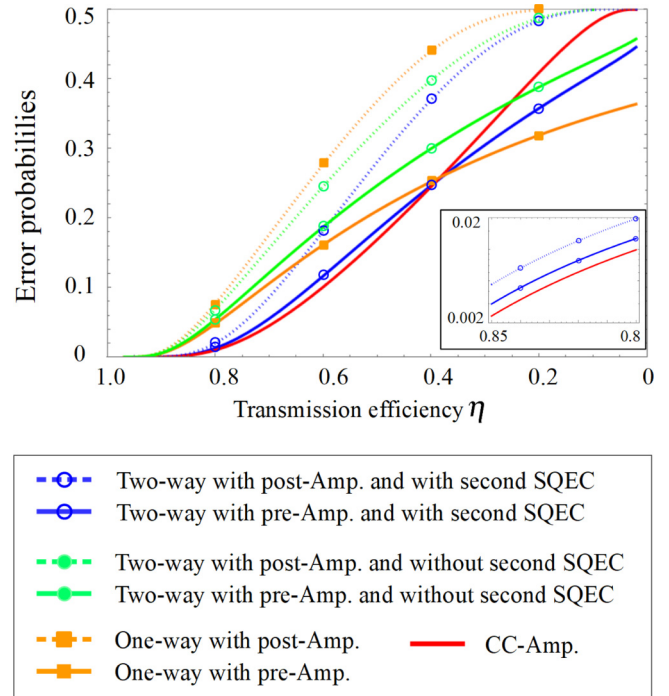 0.5
0.4
0.3
0.2
0.1
0
Error probabililies
1.0
0.8
0.6
0.4
0.2
0
Transmission efficiency η
0.02
0.002
0.85
0.8
Two-way with post-Amp. and with second SQEC
Two-way with pre-Amp. and with second SQEC
Two-way with post-Amp. and without second SQEC
Two-way with pre-Amp. and without second SQEC
One-way with post-Amp.
One-way with pre-Amp.
CC-Amp.